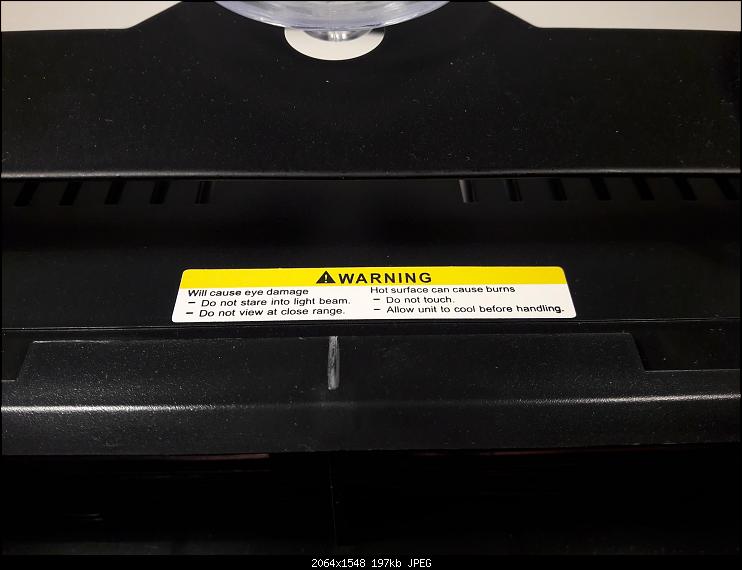 WARNING
Will cause eye damage
- Do not stare into light beam.
- Do not view at close range.
Hot surface can cause burns
- Do not touch.
- Allow unit to cool before handling.
2064x1548 197kb JPEG